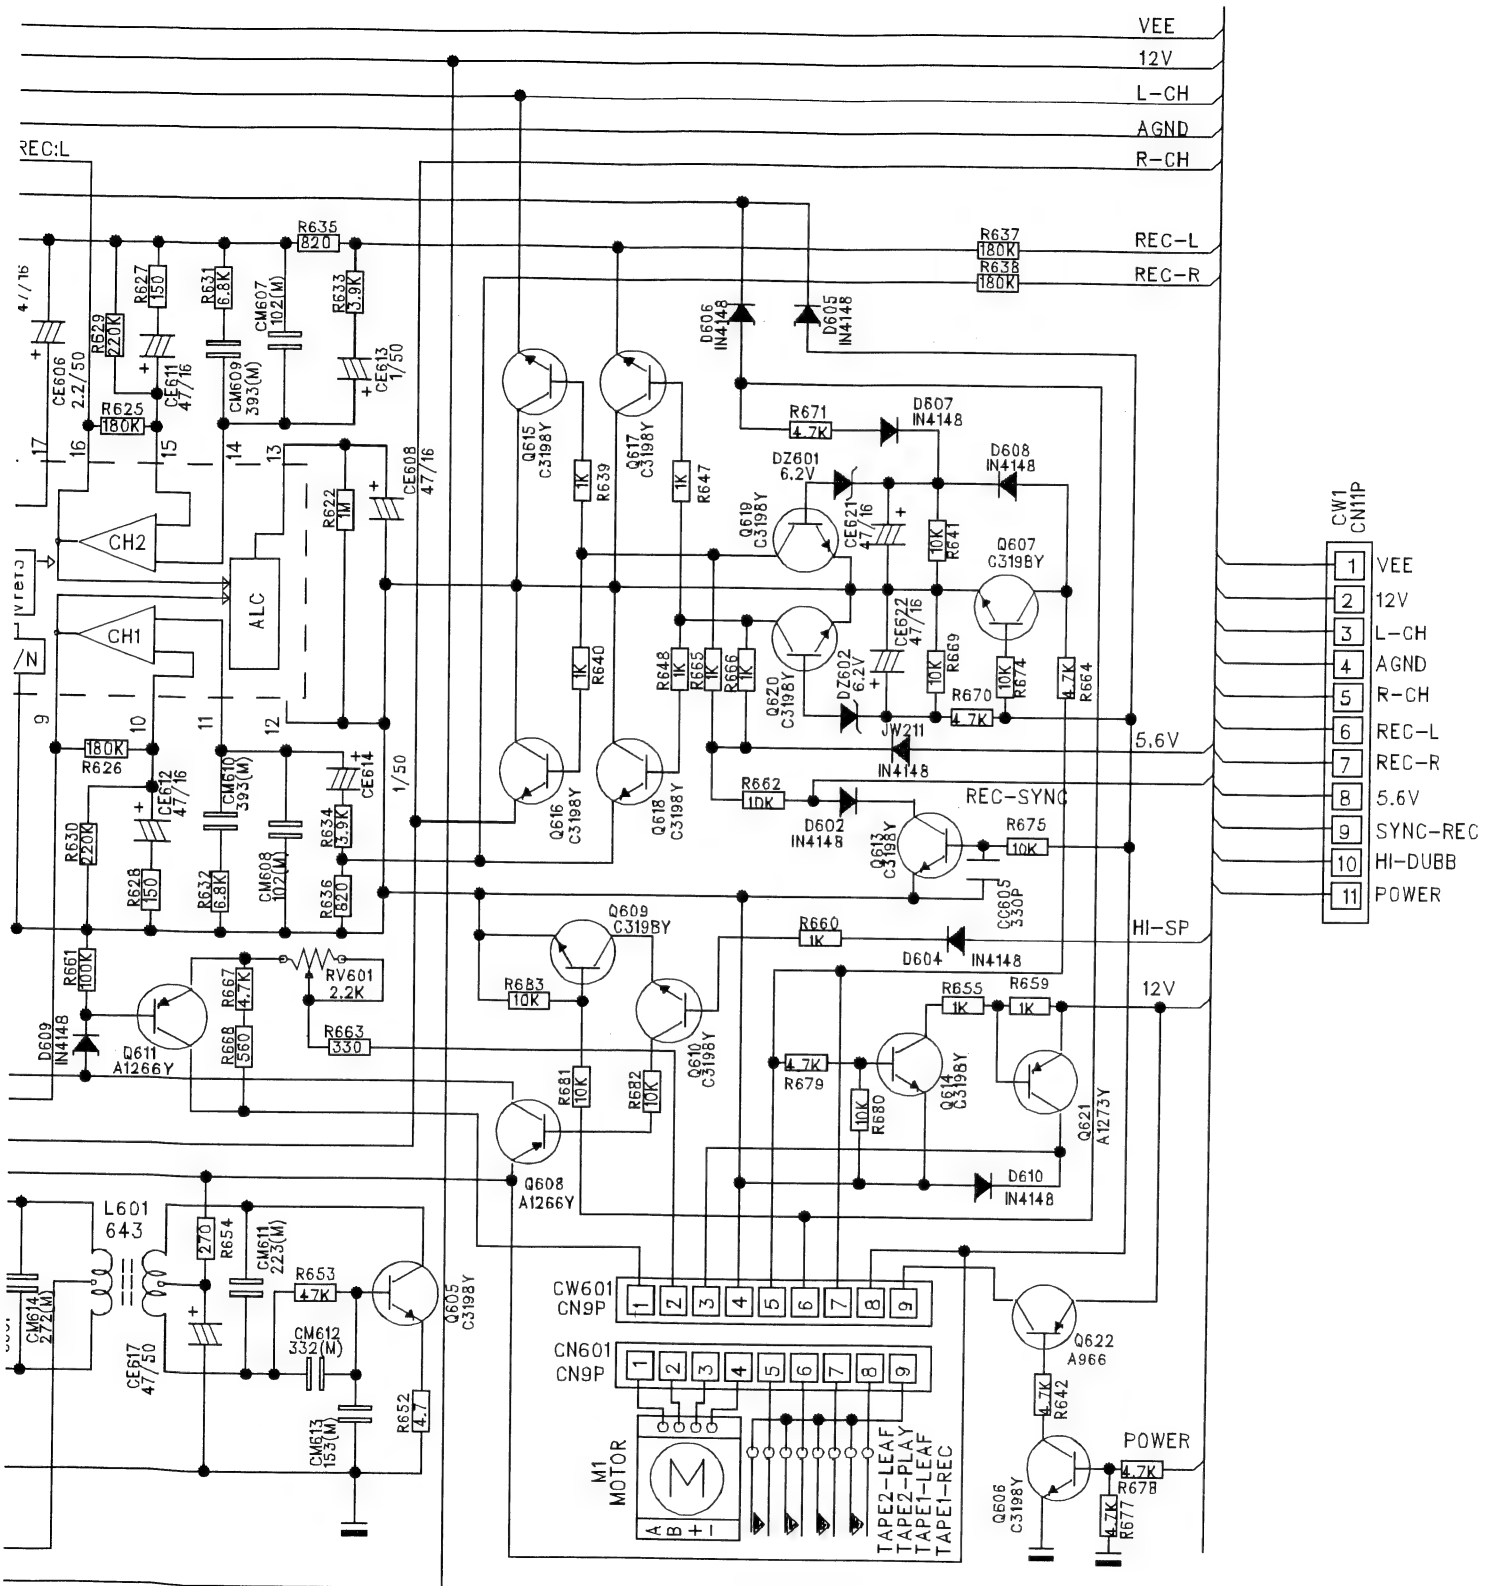 VEE
12V
L-CH
AGND
REC:L
R-CH
R635
820
R637
180K
REC-L
R638
180K
REC-R
47/16
R629
220K
R627
150
R631
6.8K
CM607
102(M)
R633
3.9K
D606
IN4148
D605
IN4148
CE606
2.2/50
CE611
47/16
CM609
393(M)
CE613
1/50
R625
180K
17
16
15
14
13
Q615
C3198Y
Q617
C3198Y
R671
4.7K
D607
IN4148
CE608
47/16
R622
1M
1K
R639
1K
R647
DZ601
6.2V
D608
IN4148
Q619
C3198Y
CE621
47/16
10K
R641
Q607
C3198Y
CW1
CN11P
CH2
ALC
CH1
/N
1
VEE
2
12V
3
L-CH
4
AGND
5
R-CH
6
REC-L
7
REC-R
8
5.6V
9
SYNC-REC
10
HI-DUBB
11
POWER
1K
R640
R648
1K
R665
1K
R666
1K
Q620
C3198Y
DZ602
6.2V
CE622
47/16
10K
R669
10K
R674
4.7K
R664
R670
4.7K
9
10
11
12
180K
R626
CE612
47/16
CM610
393(M)
CE614
1/50
JW211
IN4148
5.6V
R630
220K
R628
150
R632
6.8K
CM608
102(M)
R634
3.9K
R636
820
Q616
C3198Y
Q618
C3198Y
R662
10K
REC-SYNC
D602
IN4148
Q613
C3198Y
R675
10K
CC605
330P
Q609
C3198Y
R660
1K
D604
IN4148
HI-SP
R661
100K
R667
4.7K
RV601
2.2K
R683
10K
R655
1K
R659
1K
12V
D609
IN4148
Q611
A1266Y
R668
560
R663
330
R681
10K
R682
10K
Q610
C3198Y
4.7K
R679
10K
R680
Q614
C3198Y
Q621
A1273Y
Q608
A1266Y
D610
IN4148
L601
643
270
R654
CM611
223(M)
R653
47K
Q605
C3198Y
CM614
272(M)
CE617
47/50
CM612
332(M)
CM613
153(M)
R652
4.7
CW601
CN9P
1
2
3
4
5
6
7
8
9
CN601
CN9P
1
2
3
4
5
6
7
8
9
Q622
A966
4.7K
R642
M1
MOTOR
M
A
B
+
-
TAPE2-LEAF
TAPE2-PLAY
TAPE1-LEAF
TAPE1-REC
Q606
C3198Y
POWER
4.7K
R678
4.7K
R677